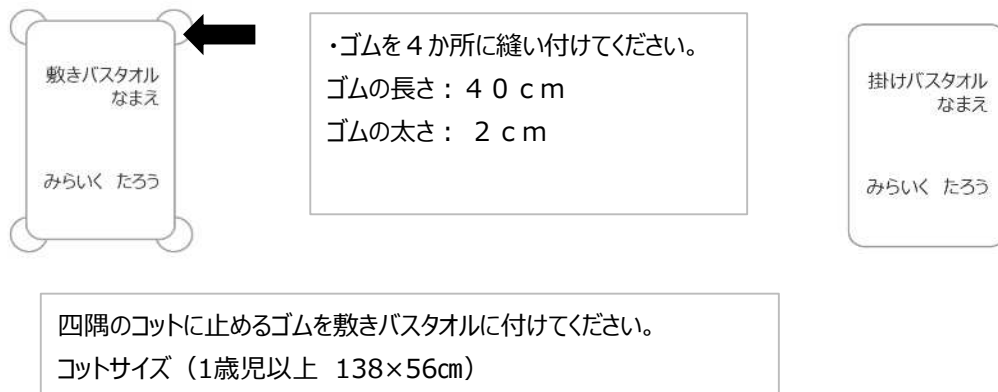 敷きバスタオル
なまえ
みらいく たろう
・ゴムを４か所に縫い付けてください。
ゴムの長さ：４０ｃｍ
ゴムの太さ： ２ｃｍ
掛けバスタオル
なまえ
みらいく たろう
四隅のコットに止めるゴムを敷きバスタオルに付けてください。
コットサイズ（1歳児以上 138×56㎝）